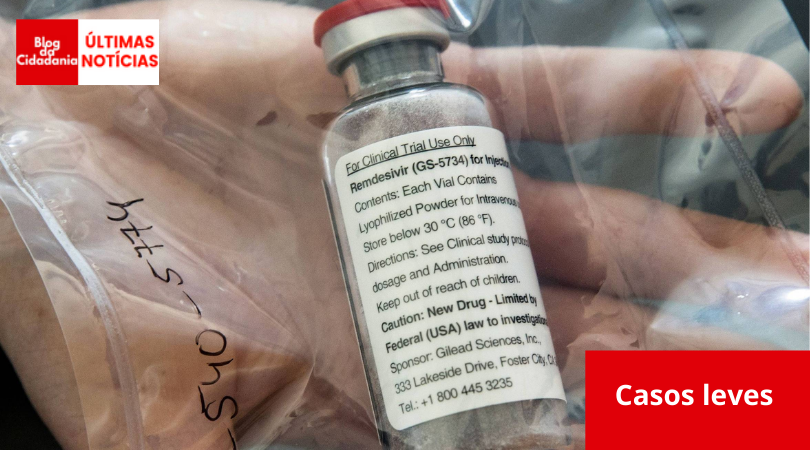 Blog
da
Cidadania
ÚLTIMAS
NOTÍCIAS
For Clinical Trial Use Only
Remdesivir (GS-5734) for
Contents: Each Vial Contains
Lyophilized Powder for Intravenous
Store below 30 °C (86 °F).
Directions: See Clinical study
dosage and Administration.
Keep out of reach of children.
Caution: New Drug - Limited by
Federal (USA) law to
Sponsor: Gilead Sciences, Inc.,
333 Lakeside Drive, Foster City,
Tel.: +1 800 445 3235
Casos leves